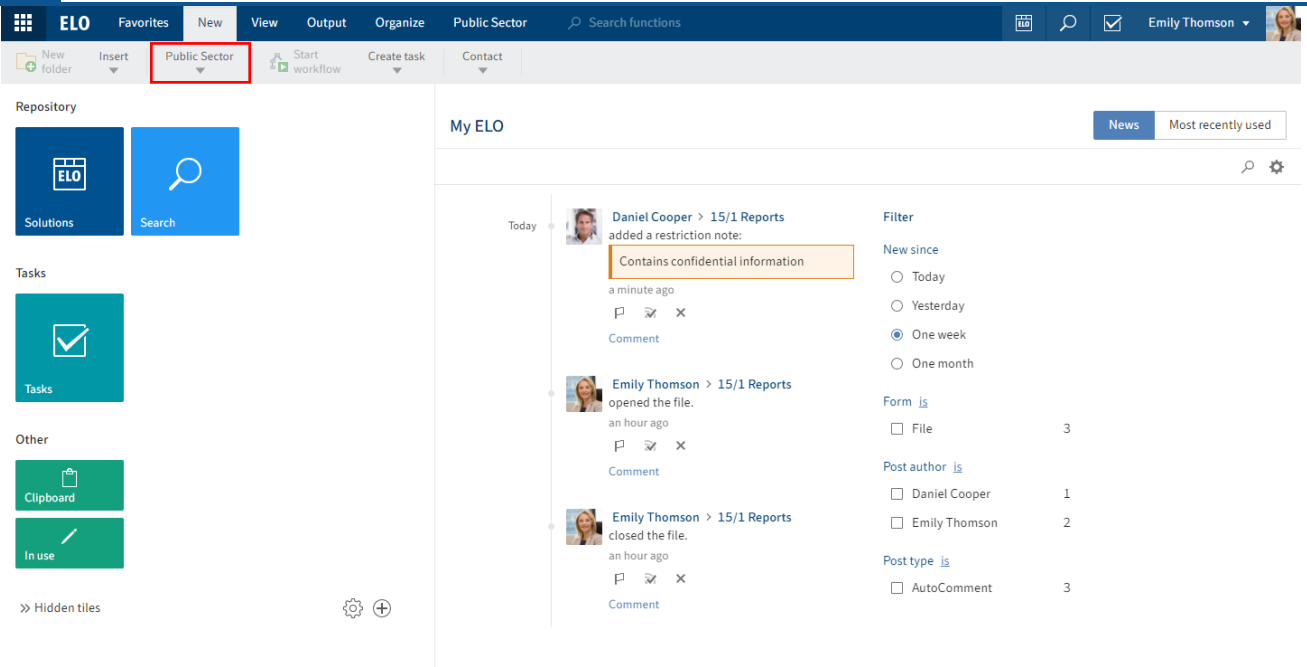 ELO Favorites New View Output Organize Public Sector Search functions ELO Emily Thomson
New folder Insert Public Sector Start workflow Create task Contact
Repository
ELO
Solutions Search
Tasks
Tasks
Other
Clipboard
In use
Hidden tiles
My ELO News Most recently used
Today
Daniel Cooper > 15/1 Reports
added a restriction note:
Contains confidential information
a minute ago
Comment
Emily Thomson > 15/1 Reports
opened the file.
an hour ago
Comment
Emily Thomson > 15/1 Reports
closed the file.
an hour ago
Comment
Filter
New since
Today
Yesterday
One week
One month
Form is
File 3
Post author is
Daniel Cooper 1
Emily Thomson 2
Post type is
AutoComment 3